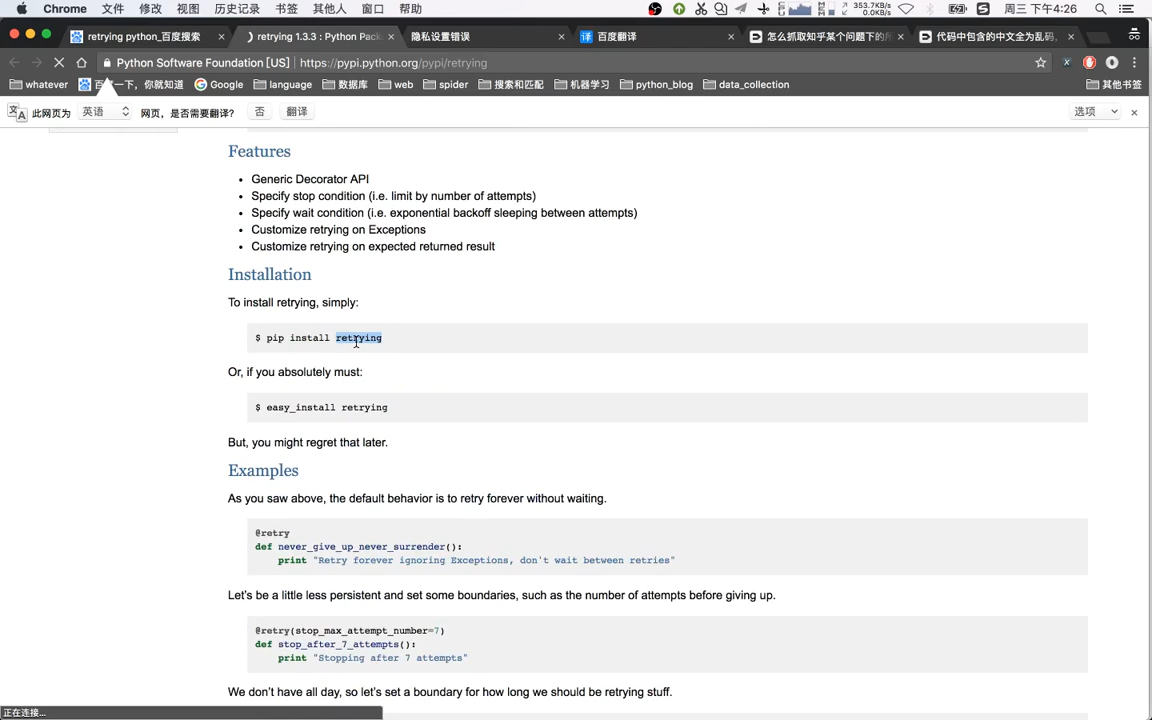 Chrome 文件 修改 视图 历史记录 书签 其他人 窗口 帮助 353.7KB/s 0.0KB/s 周三 下午4:26
retrying python_百度搜索 retrying 1.3.3 : Python Pack 隐私设置错误 百度翻译 怎么抓取知乎某个问题下的所 代码中包含的中文全为乱码,
Python Software Foundation [US] https://pypi.python.org/pypi/retrying
whatever 百度一下，你就知道 Google language 数据库 web spider 搜索和匹配 机器学习 python_blog data_collection 其他书签
此网页为 英语 网页，是否需要翻译? 否 翻译 选项
Features
• Generic Decorator API
• Specify stop condition (i.e. limit by number of attempts)
• Specify wait condition (i.e. exponential backoff sleeping between attempts)
• Customize retrying on Exceptions
• Customize retrying on expected returned result
Installation
To install retrying, simply:
$ pip install retrying
Or, if you absolutely must:
$ easy_install retrying
But, you might regret that later.
Examples
As you saw above, the default behavior is to retry forever without waiting.
@retry
def never_give_up_never_surrender():
print "Retry forever ignoring Exceptions, don't wait between retries"
Let's be a little less persistent and set some boundaries, such as the number of attempts before giving up.
@retry(stop_max_attempt_number=7)
def stop_after_7_attempts():
print "Stopping after 7 attempts"
We don't have all day, so let's set a boundary for how long we should be retrying stuff.
正在连接...